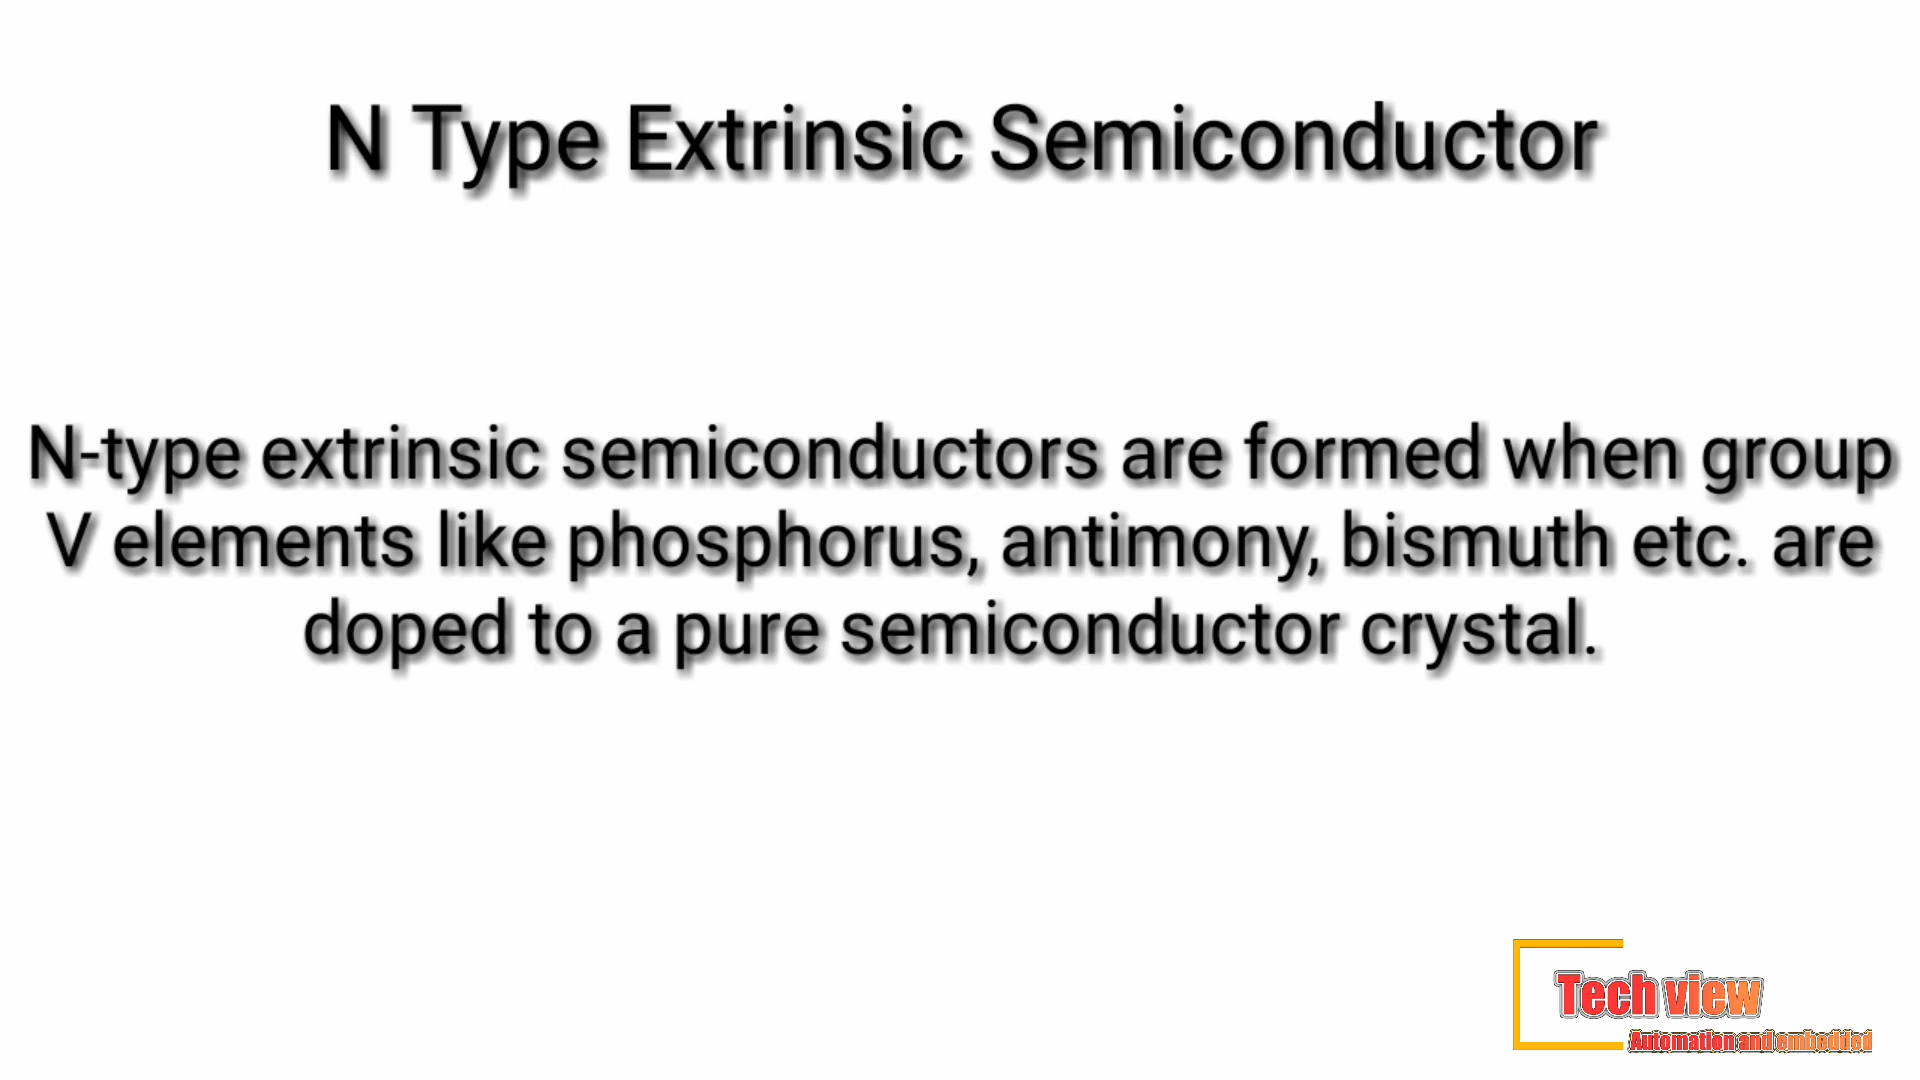 N Type Extrinsic Semiconductor
N-type extrinsic semiconductors are formed when group
V elements like phosphorus, antimony, bismuth etc. are
doped to a pure semiconductor crystal.
Tech view
Automation and embedded